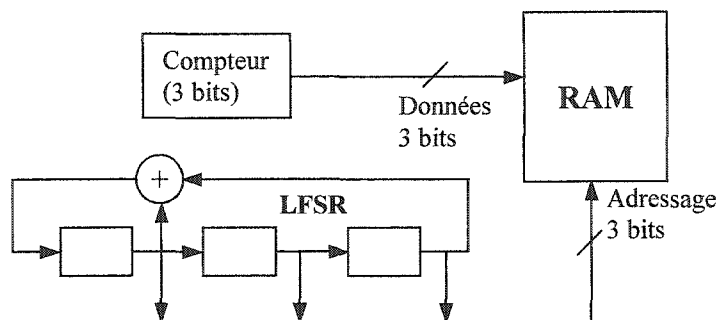 Compteur
(3 bits)
RAM
Données
3 bits
+
LFSR
Adressage
3 bits